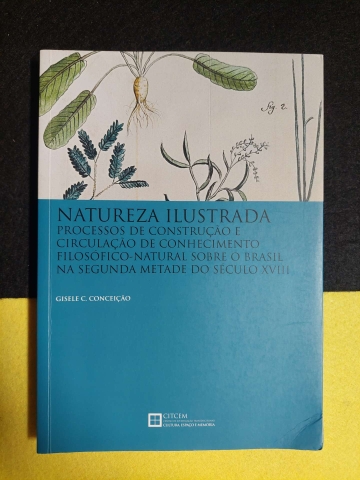 Fig 2.
NATUREZA ILUSTRADA
PROCESSOS DE CONSTRUÇÃO E
CIRCULAÇÃO DE CONHECIMENTO
FILOSÓFICO-NATURAL SOBRE O BRASIL
NA SEGUNDA METADE DO SÉCULO XVIII
GISELE C. CONCEIÇÃO
CITCEM
CULTURA, ESPAÇO E MEMÓRIA